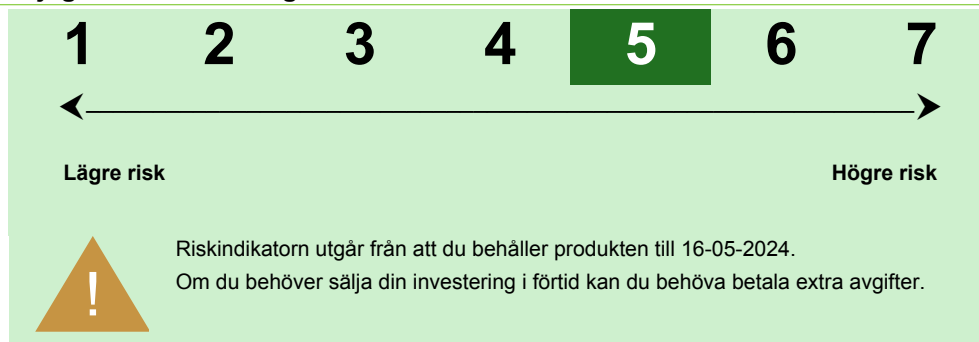 1 2 3 4 5 6 7
Lägre risk Högre risk
Riskindikatorn utgår från att du behåller produkten till 16-05-2024.
! Om du behöver sälja din investering i förtid kan du behöva betala extra avgifter.